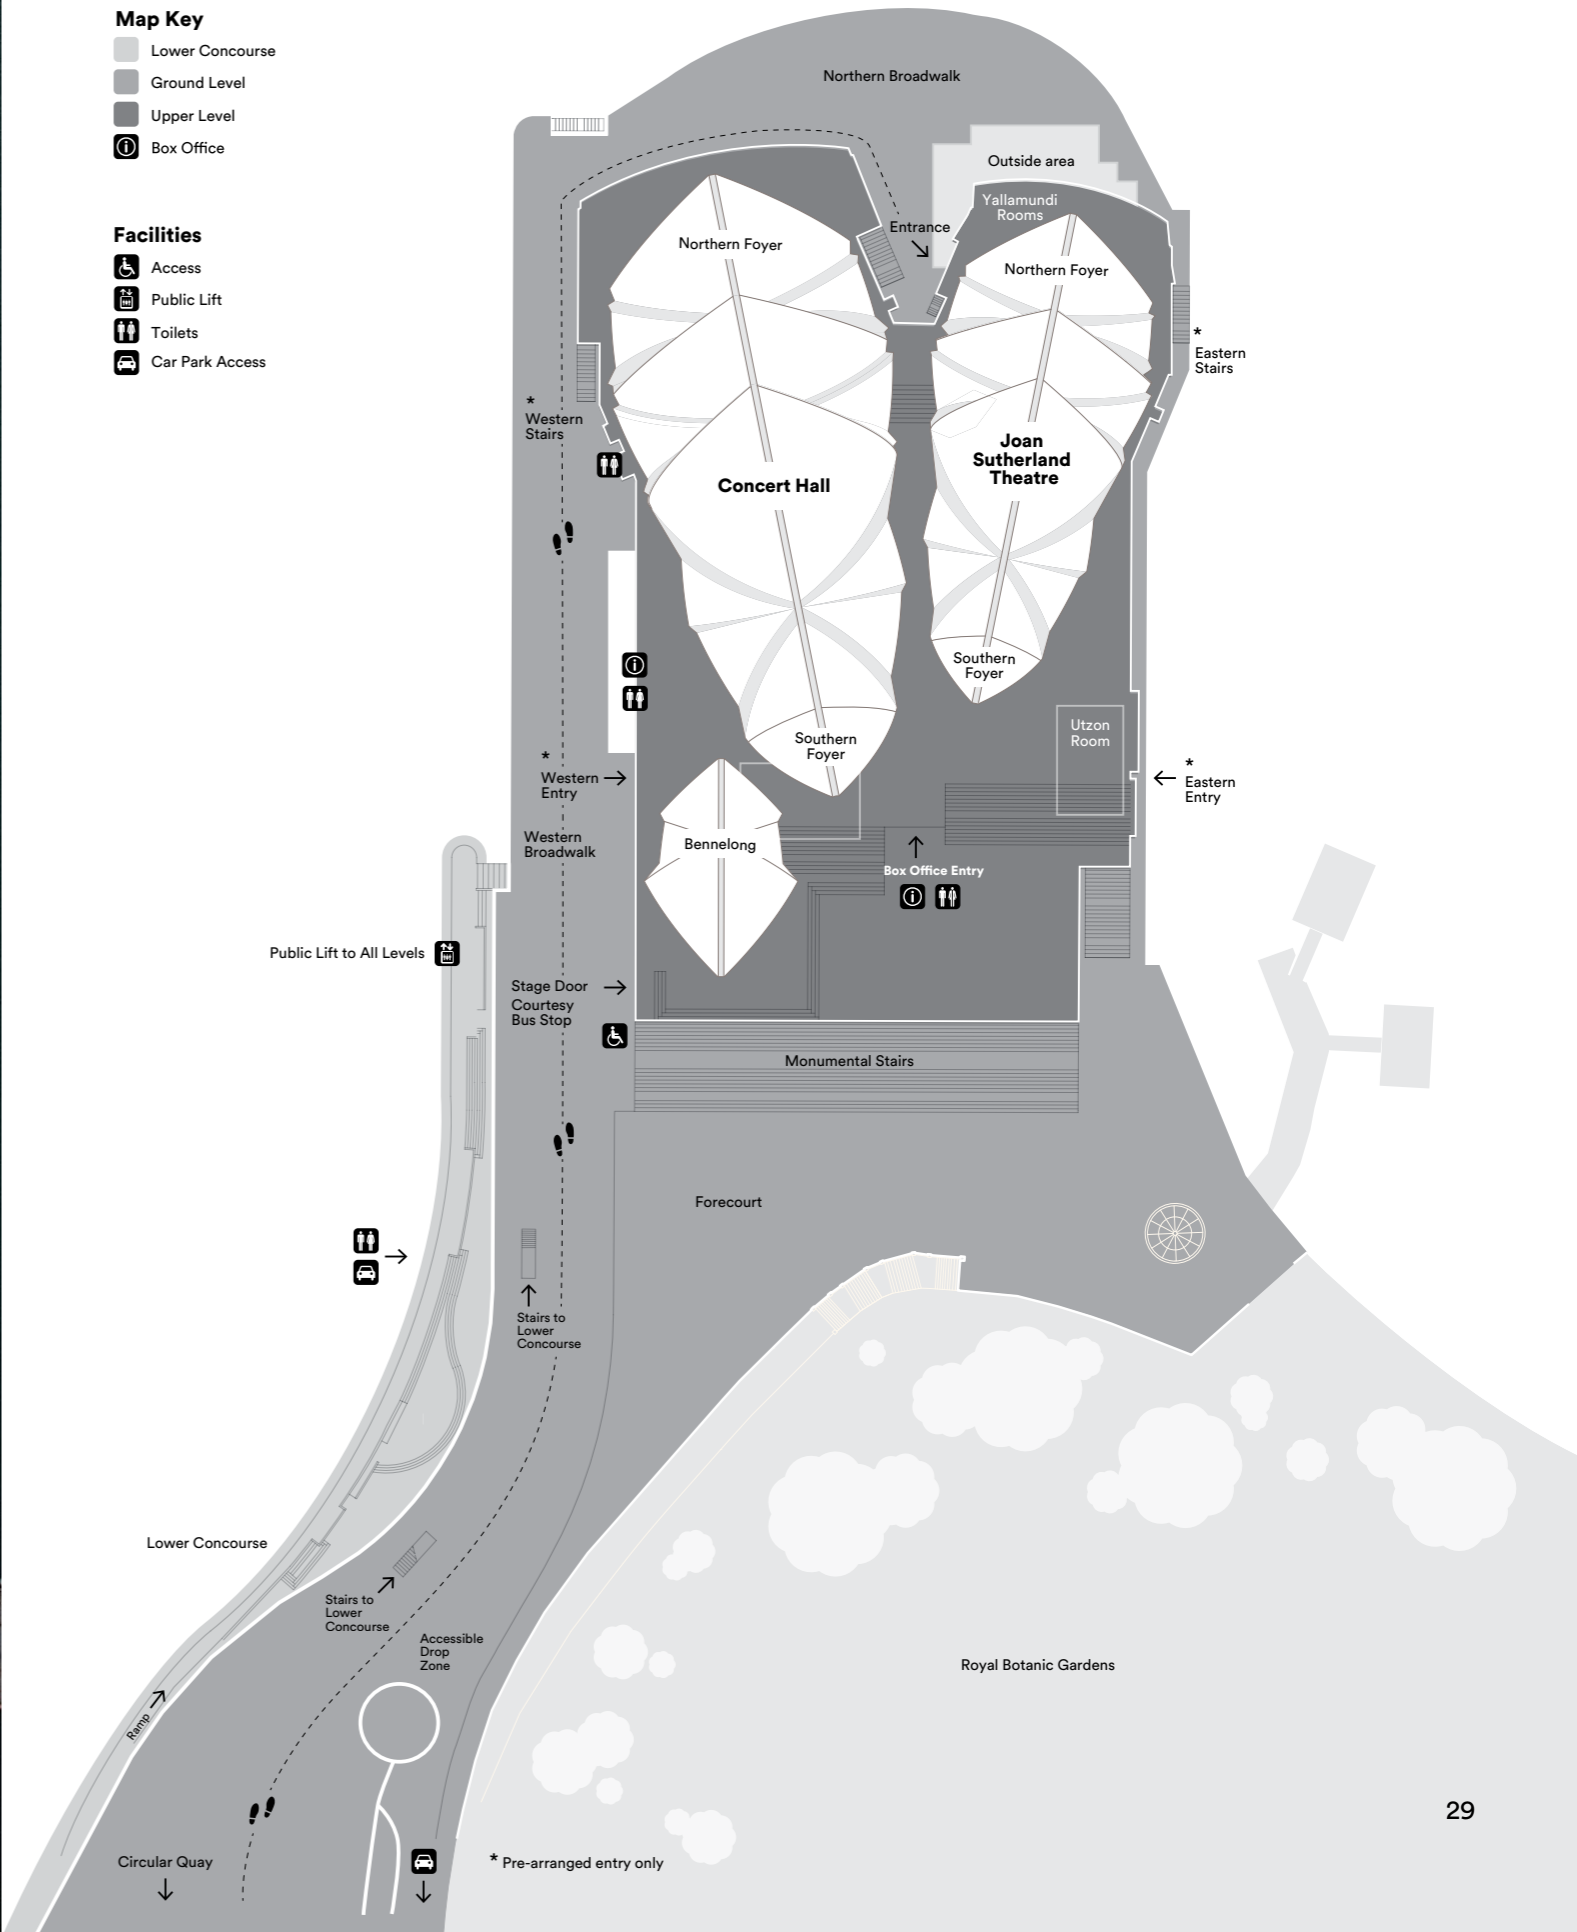 Map Key
Lower Concourse
Ground Level
Upper Level
Box Office
Facilities
Access
Public Lift
Toilets
Car Park Access
Northern Broadwalk
Outside area
Yallamundi
Rooms
Entrance
Northern Foyer
Northern Foyer
*
Eastern
Stairs
*
Western
Stairs
Joan
Sutherland
Theatre
Concert Hall
Southern
Foyer
Utzon
Room
Southern
Foyer
*
Western
Entry
*
Eastern
Entry
Western
Broadwalk
Bennelong
Box Office Entry
Public Lift to All Levels
Stage Door
Courtesy
Bus Stop
Monumental Stairs
Forecourt
Stairs to
Lower
Concourse
Lower Concourse
Stairs to
Lower
Concourse
Accessible
Drop
Zone
Royal Botanic Gardens
Ramp
29
Circular Quay
* Pre-arranged entry only